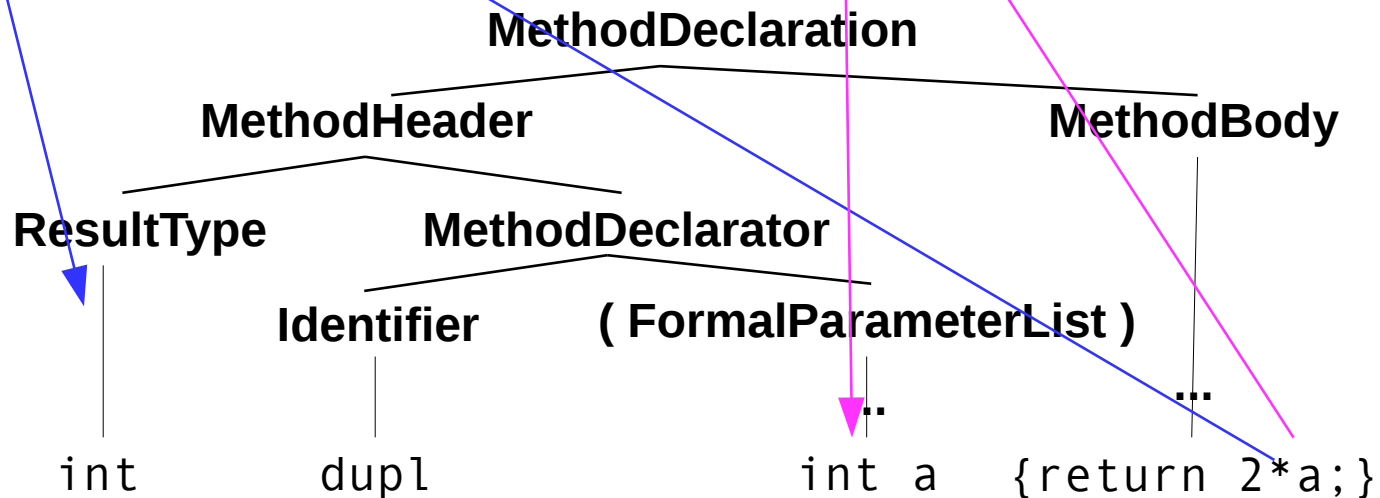 MethodDeclaration
MethodHeader MethodBody
ResultType MethodDeclarator
Identifier ( FormalParameterList )
.. ...
int dupl int a {return 2*a;}